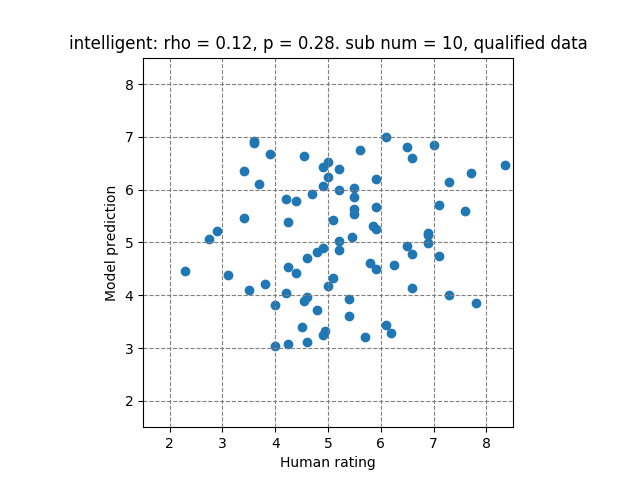 intelligent: rho = 0.12, p = 0.28. sub num = 10, qualified data
8
7
6
5
4
3
2
Model prediction
2 3 4 5 6 7 8
Human rating